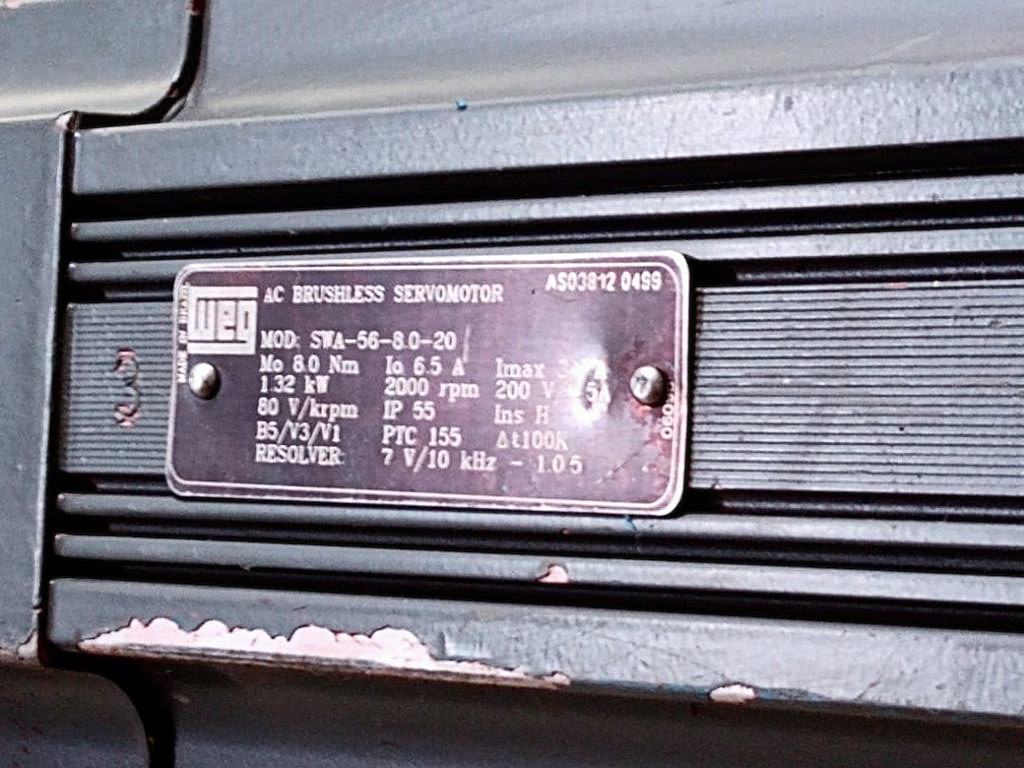 weg
AC BRUSHLESS SERVOMOTOR
AS03812 0499
MADE IN BRAZIL
MOD: SWA-56-8.0-20
Mo 8.0 Nm Io 6.5 A Imax
1.32 kW 2000 rpm 200 V
80 V/krpm IP 55 Ins H
B5/V3/V1 PTC 155 Δt100K
RESOLVER: 7 V/10 kHz - 1.05